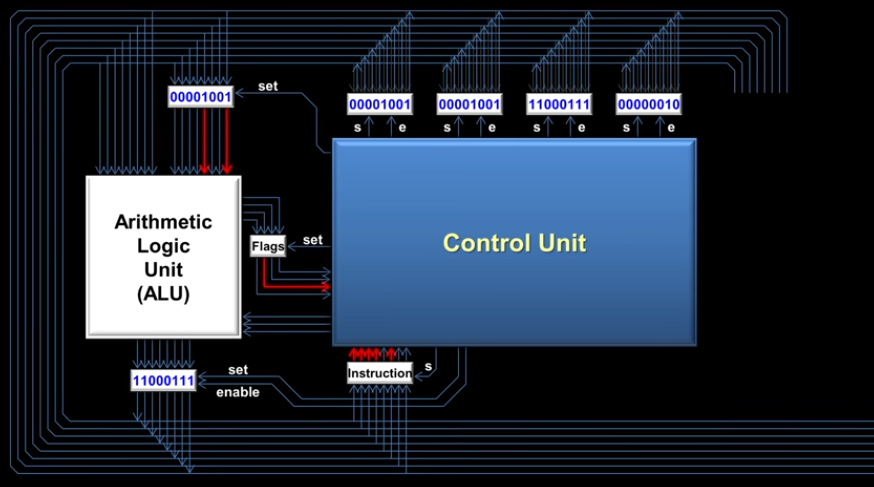 00001001
set
00001001
00001001
11000111
00000010
s
e
s
e
s
e
s
e
Arithmetic
Logic
Unit
(ALU)
Flags
set
Control Unit
11000111
set
enable
Instruction
s